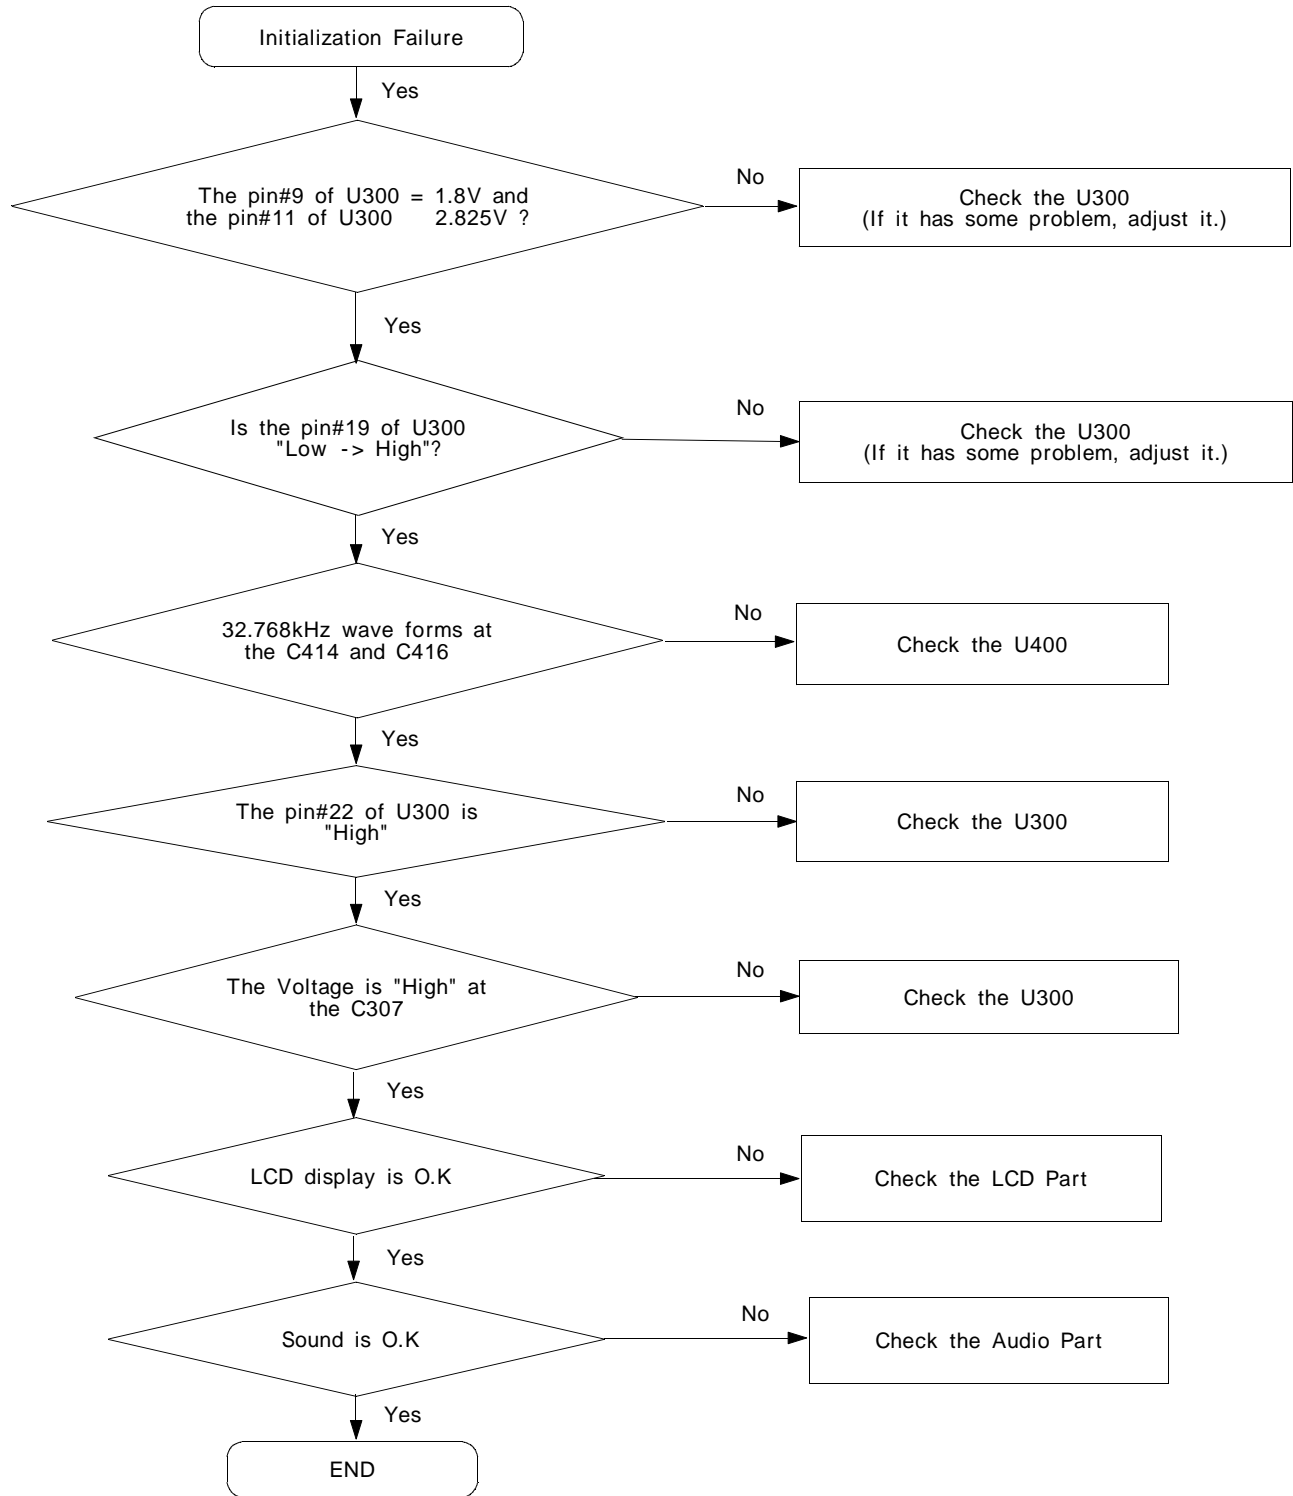 Initialization Failure
Yes
The pin#9 of U300 = 1.8V and
the pin#11 of U300 2.825V ?
No
Check the U300
(If it has some problem, adjust it.)
Yes
Is the pin#19 of U300
"Low -> High"?
No
Check the U300
(If it has some problem, adjust it.)
Yes
32.768kHz wave forms at
the C414 and C416
No
Check the U400
Yes
The pin#22 of U300 is
"High"
No
Check the U300
Yes
The Voltage is "High" at
the C307
No
Check the U300
Yes
LCD display is O.K
No
Check the LCD Part
Yes
Sound is O.K
No
Check the Audio Part
Yes
END